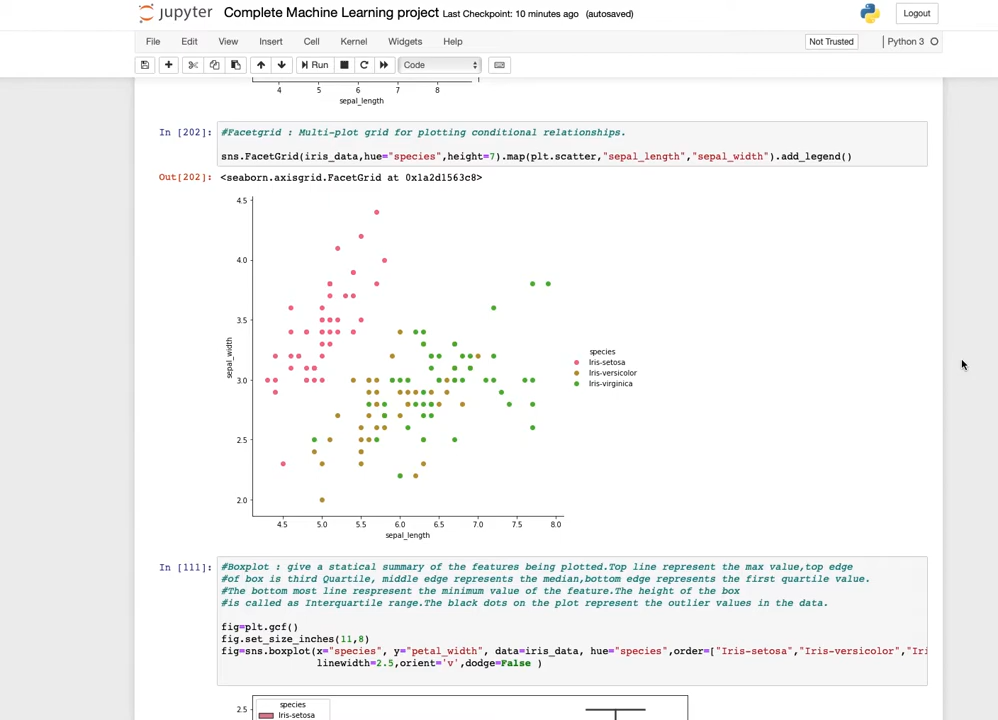 jupyter Complete Machine Learning project Last Checkpoint: 10 minutes ago (autosaved) Logout
File Edit View Insert Cell Kernel Widgets Help Not Trusted Python 3
Run Code
4 5 6 7 8
sepal_length
In [202]: #Facetgrid : Multi-plot grid for plotting conditional relationships.
sns.FacetGrid(iris_data,hue="species",height=7).map(plt.scatter,"sepal_length","sepal_width").add_legend()
Out[202]: <seaborn.axisgrid.FacetGrid at 0x1a2d1563c8>
4.5
4.0
3.5
3.0
2.5
2.0
sepal_width
species
Iris-setosa
Iris-versicolor
Iris-virginica
4.5 5.0 5.5 6.0 6.5 7.0 7.5 8.0
sepal_length
In [111]: #Boxplot : give a statical summary of the features being plotted.Top line represent the max value,top edge
#of box is third Quartile, middle edge represents the median,bottom edge represents the first quartile value.
#The bottom most line respresent the minimum value of the feature.The height of the box
#is called as Interquartile range.The black dots on the plot represent the outlier values in the data.
fig=plt.gcf()
fig.set_size_inches(11,8)
fig=sns.boxplot(x="species", y="petal_width", data=iris_data, hue="species",order=["Iris-setosa","Iris-versicolor","Iri
linewidth=2.5,orient='v',dodge=False )
2.5
species
Iris-setosa